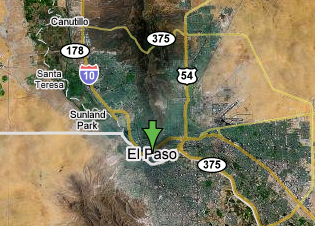 Canutillo
178
375
10
54
Santa
Teresa
Sunland
Park
El Paso
375